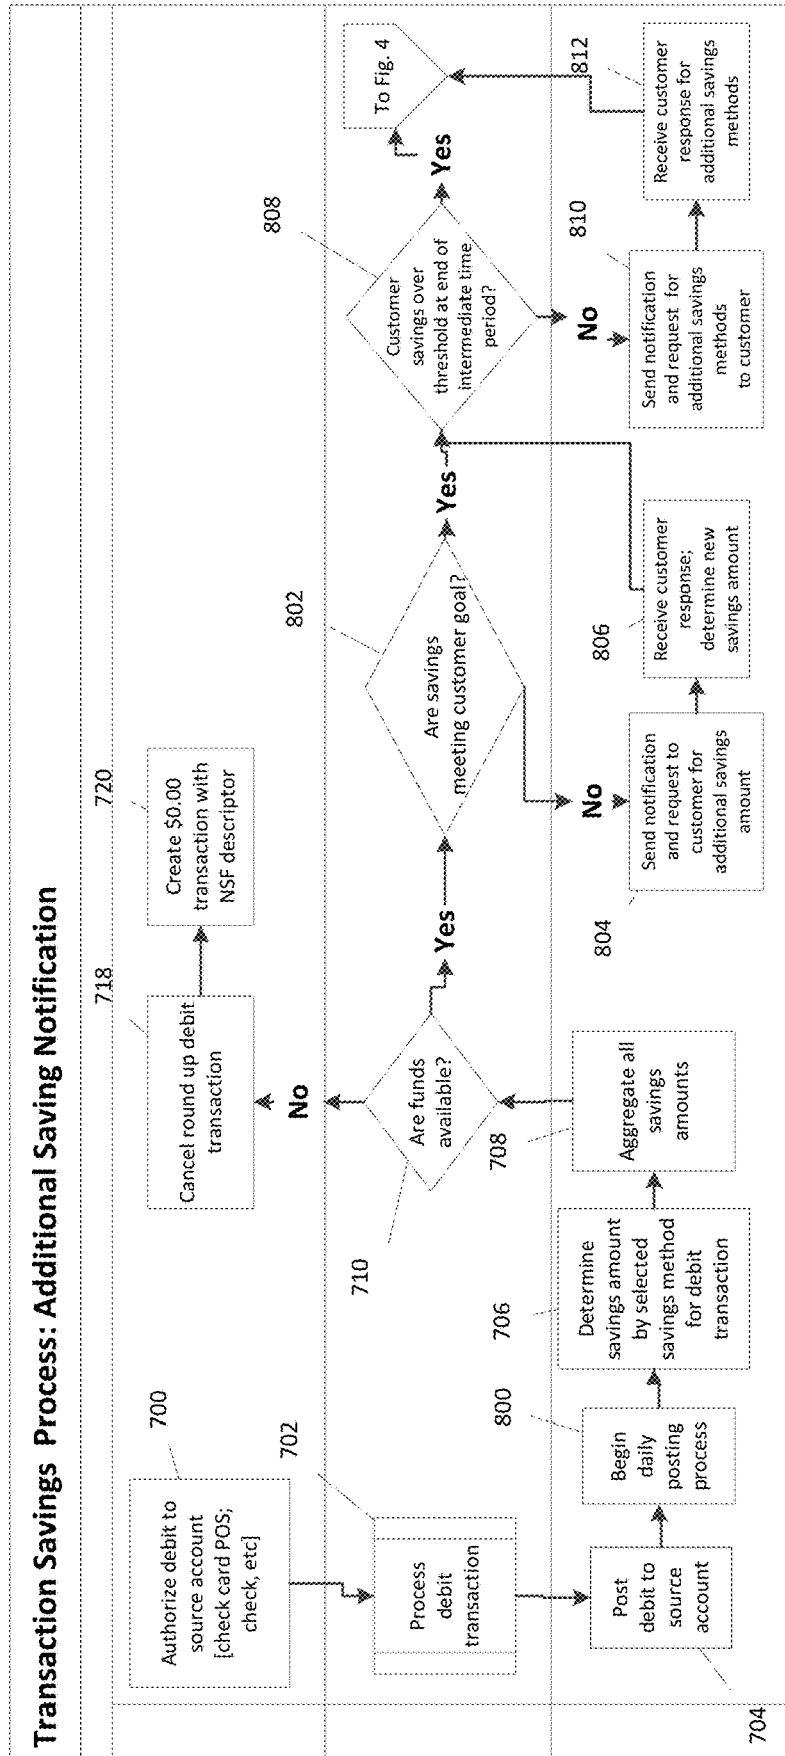 Transaction Savings Process: Additional Saving Notification
700
Authorize debit to
source account
[check card POS;
check, etc]
702
Process
debit
transaction
704
Post
debit to
source
account
800
Begin
daily
posting
process
706
Determine
savings amount
by selected
savings method
for debit
transaction
708
Aggregate all
savings
amounts
710
Are funds
available?
No
718
Cancel round up debit
transaction
720
Create $0.00
transaction with
NSF descriptor
Yes
802
Are savings
meeting customer goal?
No
804
Send notification
and request to
customer for
additional savings
amount
806
Receive customer
response;
determine new
savings amount
Yes
808
Customer
savings over
threshold at end of
intermediate time
period?
No
810
Send notification
and request for
additional savings
methods
to customer
812
Receive customer
response for
additional savings
methods
Yes
To Fig. 4